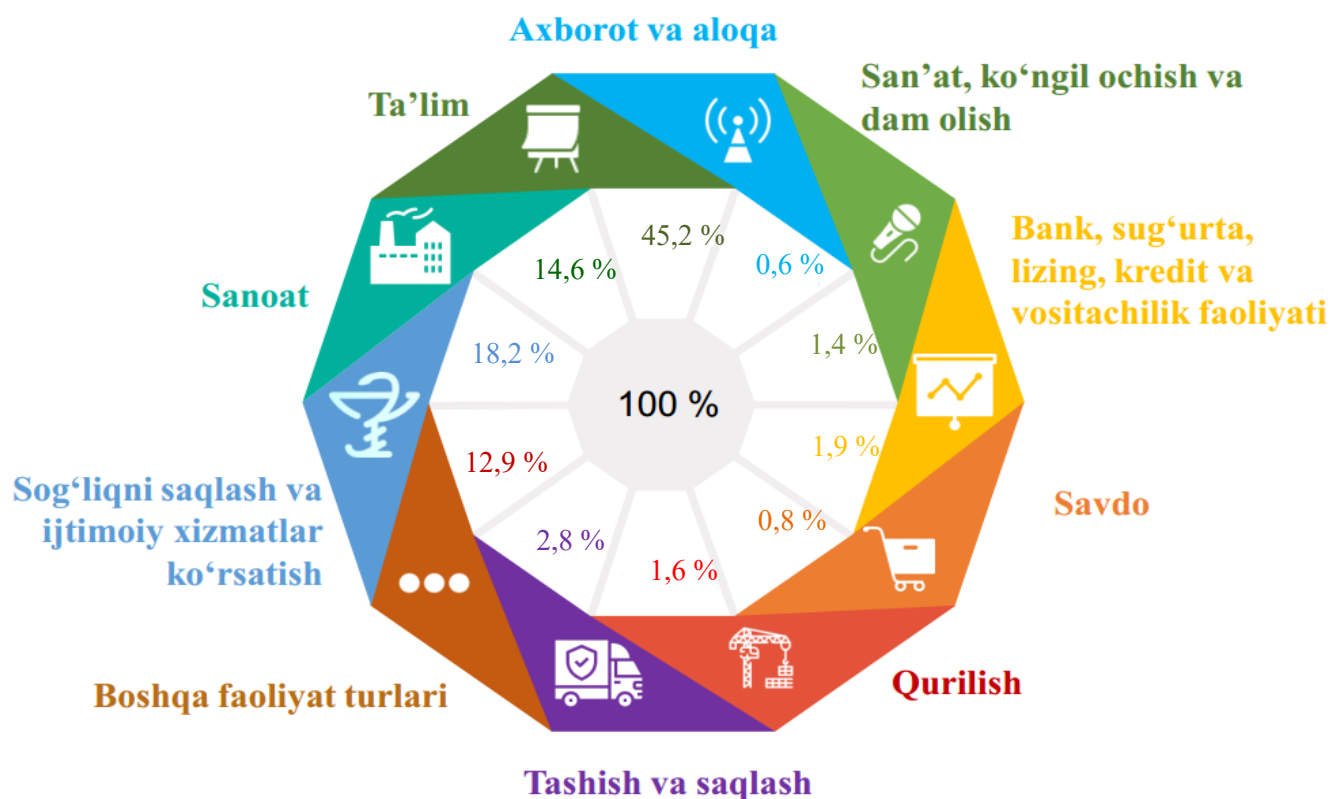 Axborot va aloqa
San’at, ko‘ngil ochish va
dam olish
Ta’lim
Bank, sug‘urta,
lizing, kredit va
vositachilik faoliyati
45,2 %
14,6 %
0,6 %
Sanoat
1,4 %
18,2 %
100 %
1,9 %
12,9 %
Sog‘liqni saqlash va
ijtimoiy xizmatlar
ko‘rsatish
Savdo
0,8 %
2,8 %
1,6 %
Boshqa faoliyat turlari
Qurilish
Tashish va saqlash